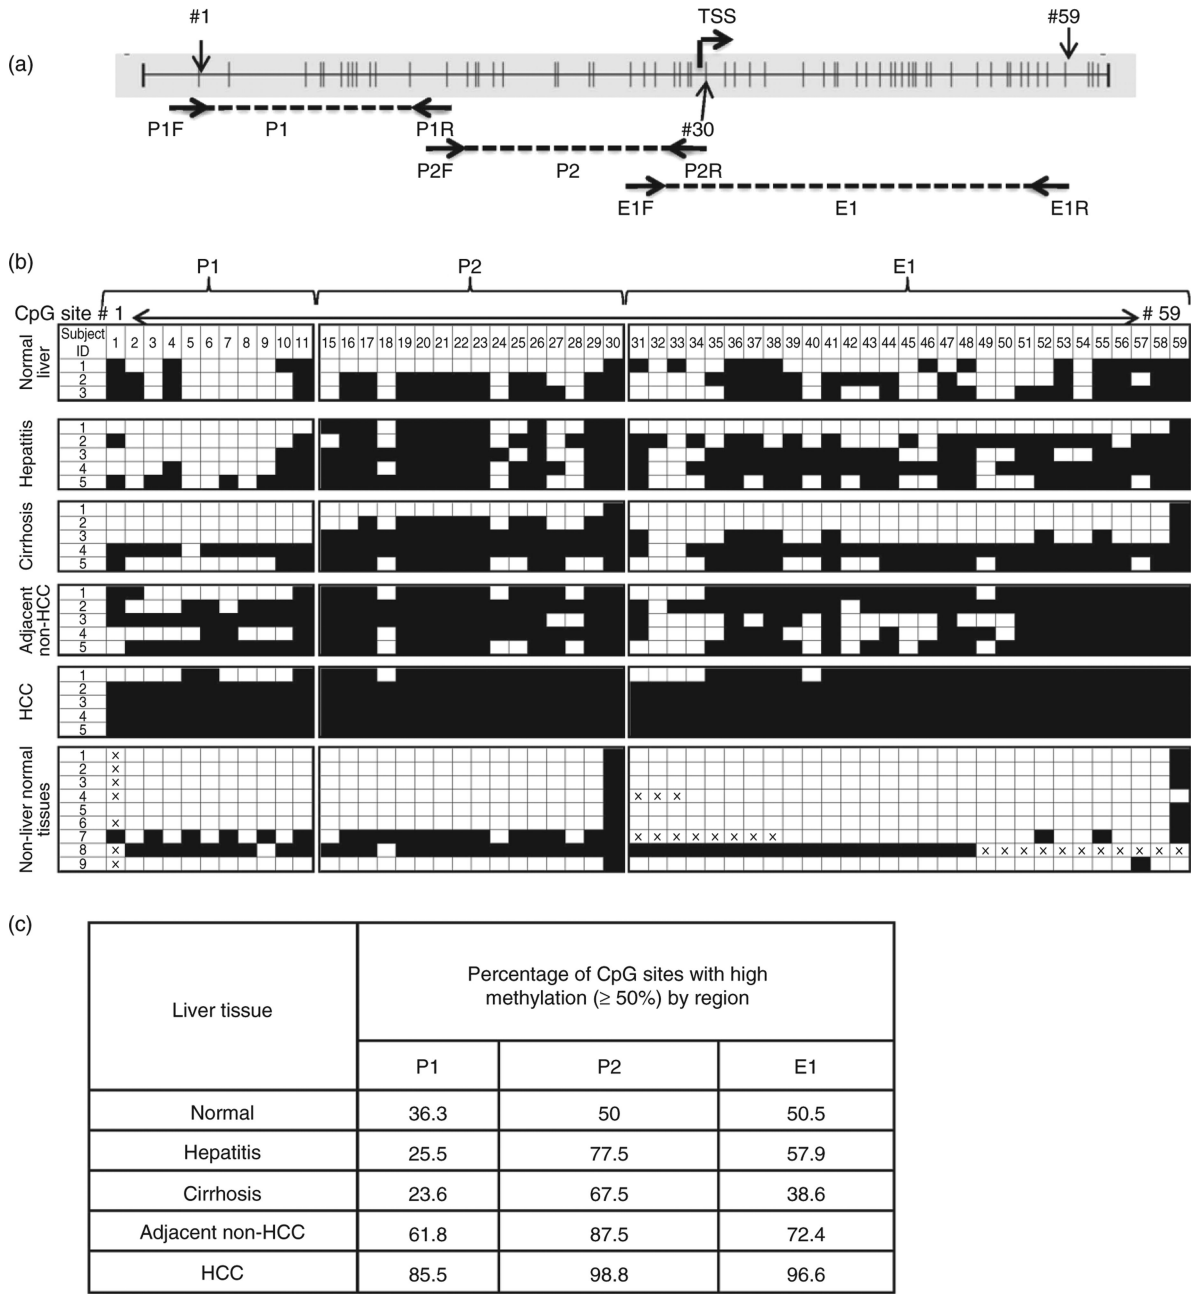 (a)
#1
TSS
#59
P1F
P1
P1R
#30
P2F
P2
P2R
E1F
E1
E1R
(b)
P1
P2
E1
CpG site # 1
# 59
Subject ID 1 2 3 4 5 6 7 8 9 10 11 15 16 17 18 19 20 21 22 23 24 25 26 27 28 29 30 31 32 33 34 35 36 37 38 39 40 41 42 43 44 45 46 47 48 49 50 51 52 53 54 55 56 57 58 59
Normal liver
1
2
3
Hepatitis
1
2
3
4
5
Cirrhosis
1
2
3
4
5
Adjacent non-HCC
1
2
3
4
5
HCC
1
2
3
4
5
Non-liver normal tissues
1 x
2 x
3 x
4 x x x x
5
6 x
7 x x x x x x x x
8 x x x x x x x x x x x x
9 x
(c)
Liver tissue
Percentage of CpG sites with high
methylation (≥ 50%) by region
P1 P2 E1
Normal 36.3 50 50.5
Hepatitis 25.5 77.5 57.9
Cirrhosis 23.6 67.5 38.6
Adjacent non-HCC 61.8 87.5 72.4
HCC 85.5 98.8 96.6